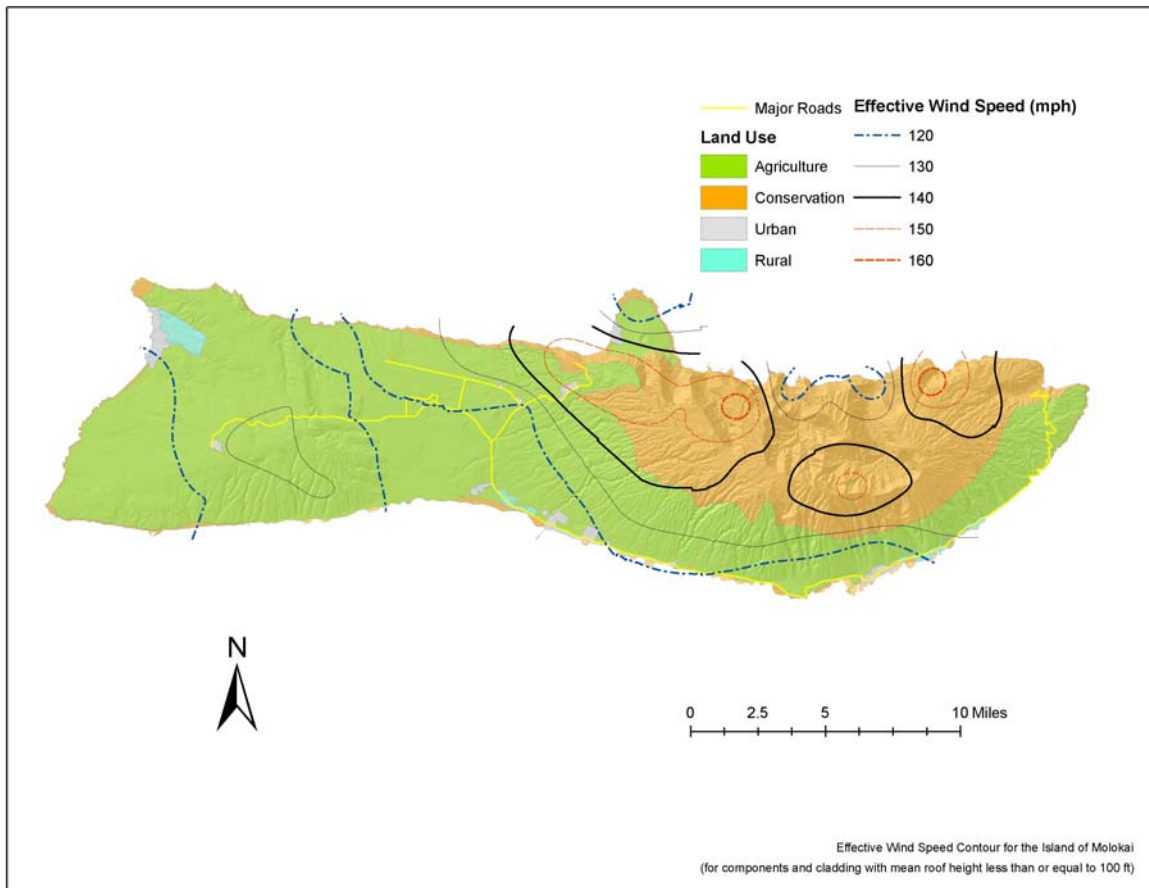 Major Roads
Land Use
Agriculture
Conservation
Urban
Rural
Effective Wind Speed (mph)
120
130
140
150
160
N
0 2.5 5 10 Miles
Effective Wind Speed Contour for the Island of Molokai
(for components and cladding with mean roof height less than or equal to 100 ft)